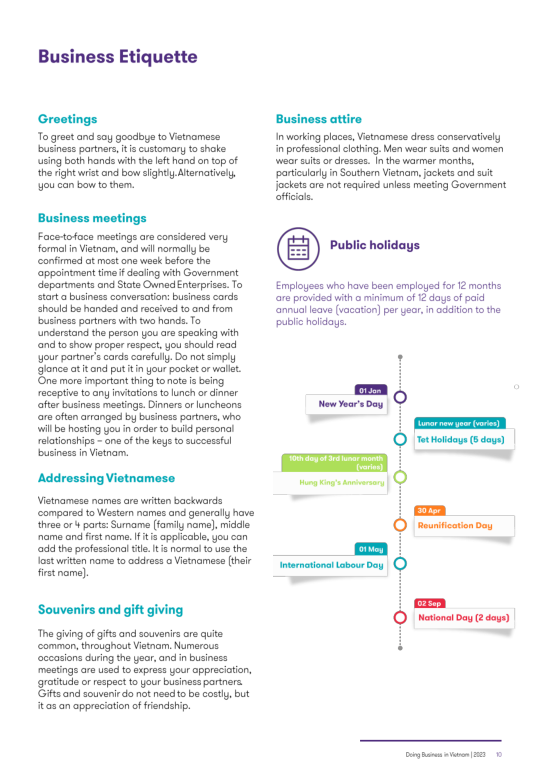 Business Etiquette
Greetings
To greet and say goodbye to Vietnamese
business partners, it is customary to shake
using both hands with the left hand on top of
the right wrist and bow slightly.Alternatively,
you can bow to them.
Business meetings
Face-to-face meetings are considered very
formal in Vietnam, and will normally be
confirmed at most one week before the
appointment time if dealing with Government
departments and State Owned Enterprises. To
start a business conversation: business cards
should be handed and received to and from
business partners with two hands. To
understand the person you are speaking with
and to show proper respect, you should read
your partner's cards carefully. Do not simply
glance at it and put it in your pocket or wallet.
One more important thing to note is being
receptive to any invitations to lunch or dinner
after business meetings. Dinners or luncheons
are often arranged by business partners, who
will be hosting you in order to build personal
relationships – one of the keys to successful
business in Vietnam.
Addressing Vietnamese
Vietnamese names are written backwards
compared to Western names and generally have
three or 4 parts: Surname (family name), middle
name and first name. If it is applicable, you can
add the professional title. It is normal to use the
last written name to address a Vietnamese (their
first name).
Souvenirs and gift giving
The giving of gifts and souvenirs are quite
common, throughout Vietnam. Numerous
occasions during the year, and in business
meetings are used to express your appreciation,
gratitude or respect to your business partners.
Gifts and souvenir do not need to be costly, but
it as an appreciation of friendship.
Business attire
In working places, Vietnamese dress conservatively
in professional clothing. Men wear suits and women
wear suits or dresses. In the warmer months,
particularly in Southern Vietnam, jackets and suit
jackets are not required unless meeting Government
officials.
Public holidays
Employees who have been employed for 12 months
are provided with a minimum of 12 days of paid
annual leave (vacation) per year, in addition to the
public holidays.
01 Jan
New Year's Day
Lunar new year (varies)
Tet Holidays (5 days)
10th day of 3rd lunar month
(varies)
Hung King's Anniversary
30 Apr
Reunification Day
01 May
International Labour Day
02 Sep
National Day (2 days)
Doing Business in Vietnam | 2023 10